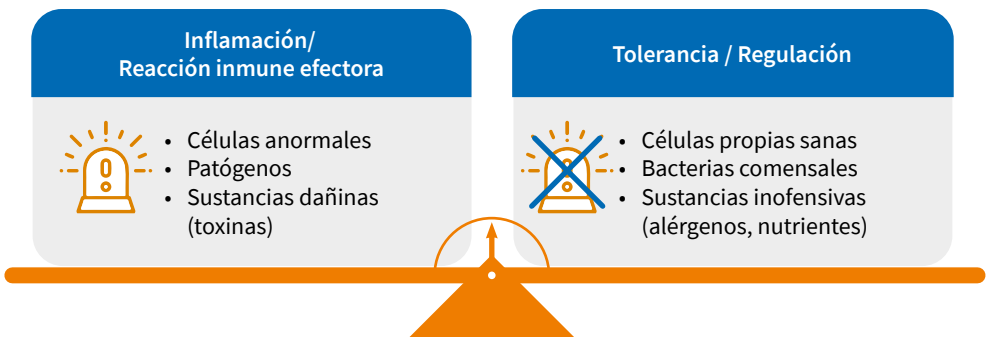 Inflamación/
Reacción inmune efectora
• Células anormales
• Patógenos
• Sustancias dañinas
(toxinas)
Tolerancia / Regulación
• Células propias sanas
• Bacterias comensales
• Sustancias inofensivas
(alérgenos, nutrientes)